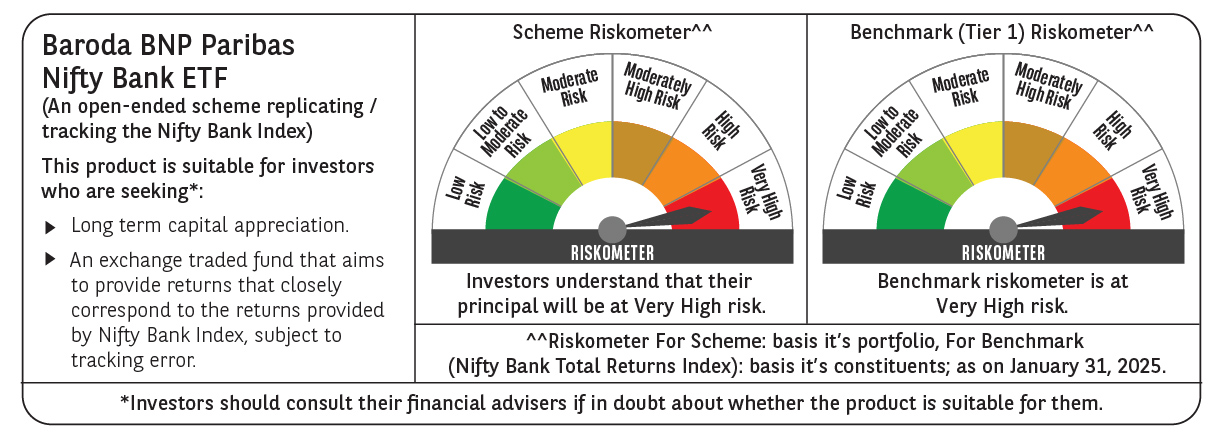 Baroda BNP Paribas
Nifty Bank ETF
(An open-ended scheme replicating /
tracking the Nifty Bank Index)
This product is suitable for investors
who are seeking*:
Long term capital appreciation.
An exchange traded fund that aims
to provide returns that closely
correspond to the returns provided
by Nifty Bank Index, subject to
tracking error.
Scheme Riskometer^^
Low
Risk
Low to
Moderate
Risk
Moderate
Risk
Moderately
High Risk
High
Risk
Very High
Risk
RISKOMETER
Investors understand that their
principal will be at Very High risk.
Benchmark (Tier 1) Riskometer^^
Low
Risk
Low to
Moderate
Risk
Moderate
Risk
Moderately
High Risk
High
Risk
Very High
Risk
RISKOMETER
Benchmark riskometer is at
Very High risk.
^^Riskometer For Scheme: basis it's portfolio, For Benchmark
(Nifty Bank Total Returns Index): basis it's constituents; as on January 31, 2025.
*Investors should consult their financial advisers if in doubt about whether the product is suitable for them.